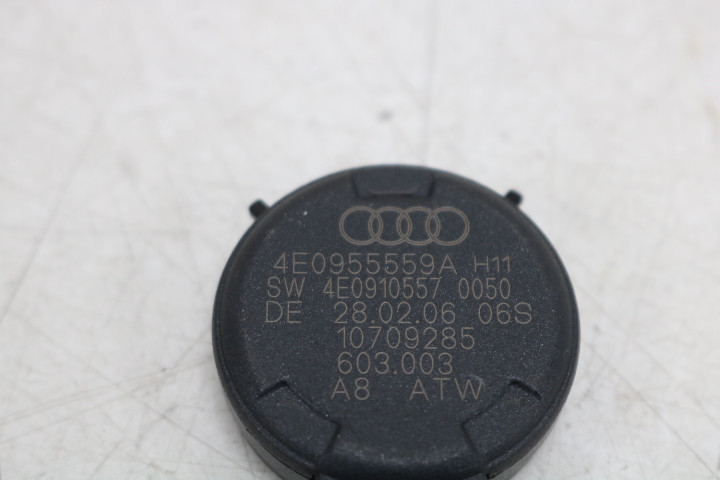 4E0955559A H11
SW 4E0910557 0050
DE 28.02.06 06S
10709285
603.003
A8 ATW